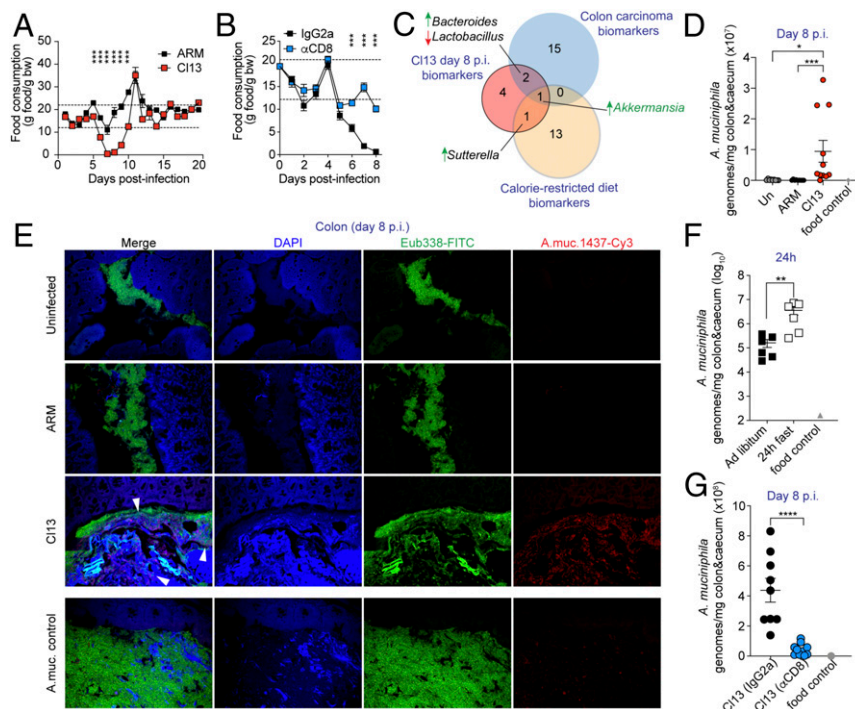 A
Food consumption
(g food/g bw)
50
40
30
20
10
0
****
****
****
****
****
****
ARM
Cl13
0
5
10
15
20
Days post-infection
B
Food consumption
(g food/g bw)
25
20
15
10
5
0
IgG2a
αCD8
***
***
***
0
2
4
6
8
Days post-infection
C
Bacteroides
Lactobacillus
Cl13 day 8 p.i.
biomarkers
Colon carcinoma
biomarkers
15
2
0
4
1
1
13
Akkermansia
Sutterella
Calorie-restricted diet
biomarkers
D
Day 8 p.i.
A. muciniphila
genomes/mg colon&caecum (x10⁷)
*
***
4
3
2
1
0
Un
ARM
Cl13
food control
E
Colon (day 8 p.i.)
Merge
DAPI
Eub338-FITC
A.muc.1437-Cy3
Uninfected
ARM
Cl13
A.muc. control
F
24h
A. muciniphila
genomes/mg colon&caecum (log₁₀)
**
7
6
5
4
3
2
Ad libitum
24h fast
food control
G
Day 8 p.i.
A. muciniphila
genomes/mg colon&caecum (x10⁸)
****
10
8
6
4
2
0
Cl13 (IgG2a)
Cl13 (αCD8)
food control